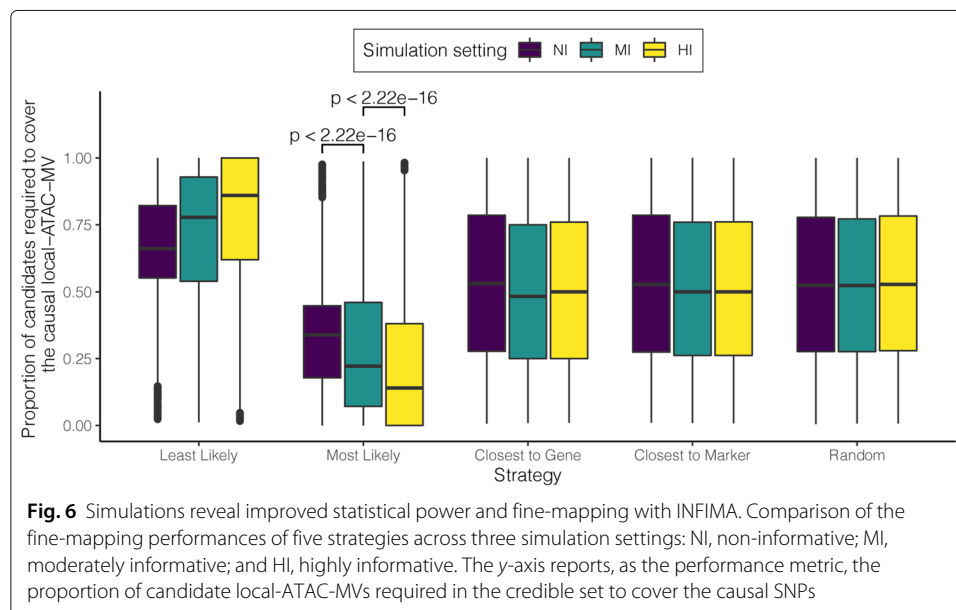 Simulation setting NI MI HI
p < 2.22e−16
p < 2.22e−16
Proportion of candidates required to cover
the causal local−ATAC−MV
1.00
0.75
0.50
0.25
0.00
Least Likely Most Likely Closest to Gene Closest to Marker Random
Strategy
Fig. 6 Simulations reveal improved statistical power and fine-mapping with INFIMA. Comparison of the
fine-mapping performances of five strategies across three simulation settings: NI, non-informative; MI,
moderately informative; and HI, highly informative. The y-axis reports, as the performance metric, the
proportion of candidate local-ATAC-MVs required in the credible set to cover the causal SNPs